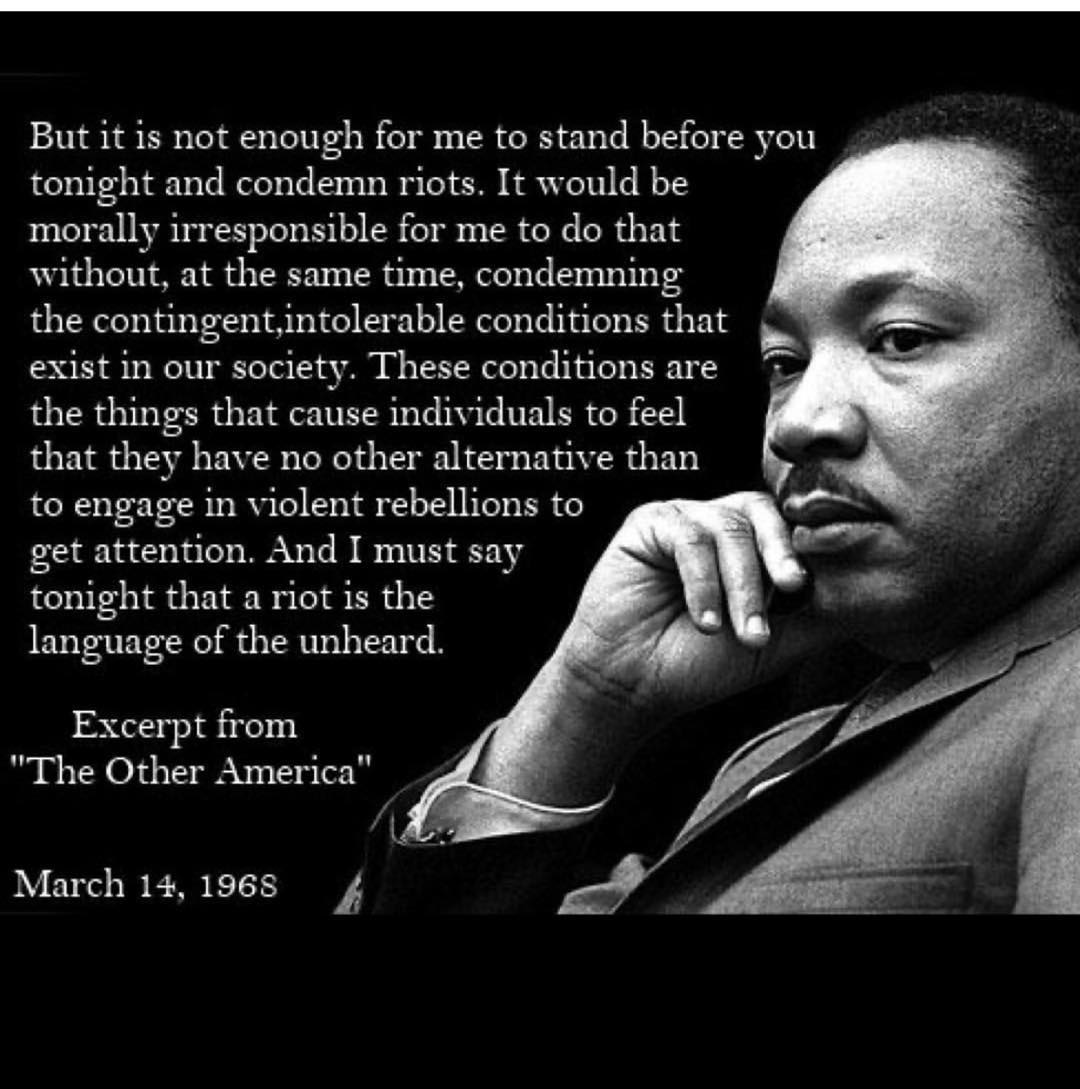 But it is not enough for me to stand before you
tonight and condemn riots. It would be
morally irresponsible for me to do that
without, at the same time, condemning
the contingent,intolerable conditions that
exist in our society. These conditions are
the things that cause individuals to feel
that they have no other alternative than
to engage in violent rebellions to
get attention. And I must say
tonight that a riot is the
language of the unheard.
Excerpt from
"The Other America"
March 14, 1968